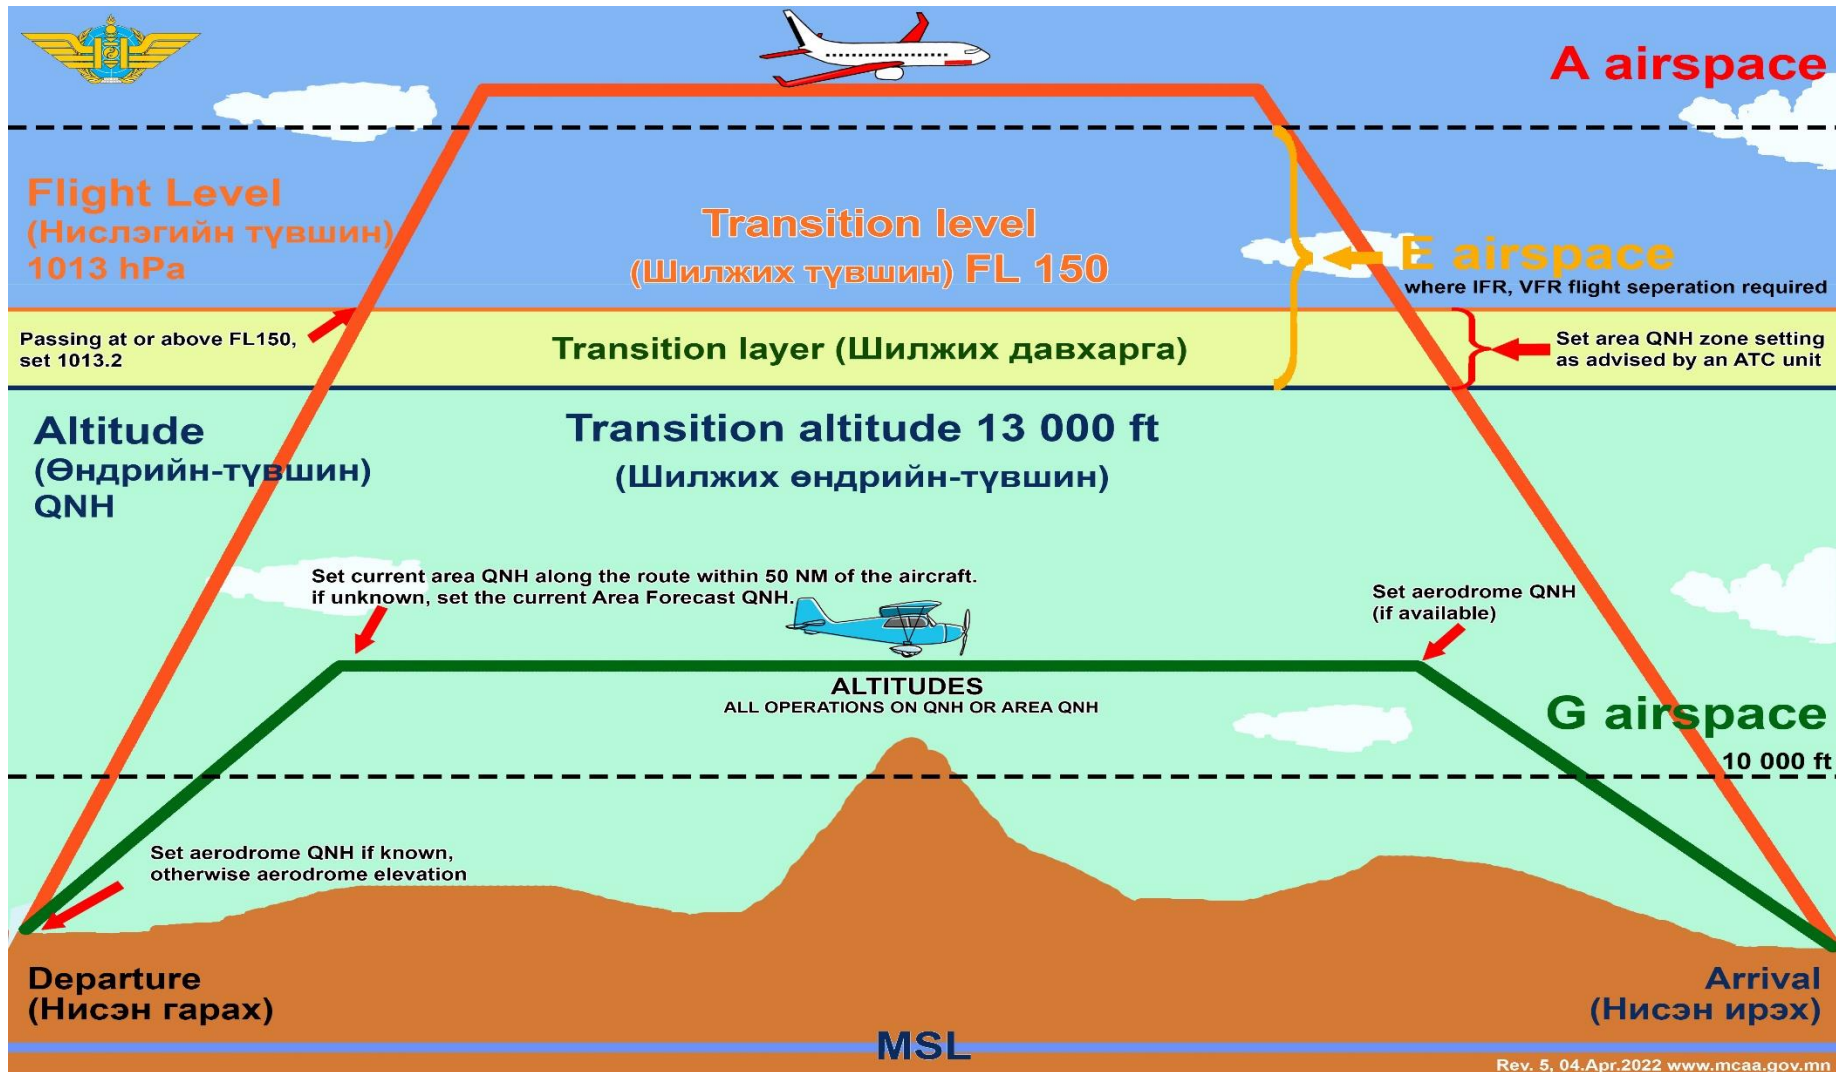 A airspace
Flight Level
(Нислэгийн түвшин)
1013 hPa
Transition level
(Шилжих түвшин) FL 150
E airspace
where IFR, VFR flight seperation required
Passing at or above FL150,
set 1013.2
Transition layer (Шилжих давхарга)
Set area QNH zone setting
as advised by an ATC unit
Altitude
(Өндрийн-түвшин)
QNH
Transition altitude 13 000 ft
(Шилжих өндрийн-түвшин)
Set current area QNH along the route within 50 NM of the aircraft.
if unknown, set the current Area Forecast QNH.
Set aerodrome QNH
(if available)
ALTITUDES
ALL OPERATIONS ON QNH OR AREA QNH
G airspace
10 000 ft
Set aerodrome QNH if known,
otherwise aerodrome elevation
Departure
(Нисэн гарах)
Arrival
(Нисэн ирэх)
MSL
Rev. 5, 04.Apr.2022 www.mcaa.gov.mn